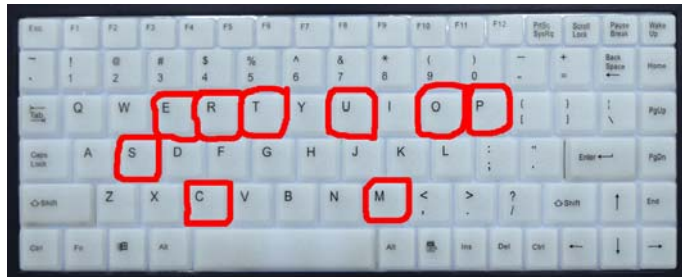 Esc F1 F2 F3 F4 F5 F6 F7 F8 F9 F10 F11 F12 PrtSc SysRq Scroll Lock Pause Break Wake Up
~ ! 1 @ 2 # 3 $ 4 % 5 ^ 6 & 7 * 8 ( 9 ) 0 — - + = Back Space ← Home
Tab Q W E R T Y U I O P { [ } ] | \ PgUp
Caps Lock A S D F G H J K L : ; " ' Enter PgDn
Shift Z X C V B N M < , > . ? / Shift ↑ End
Ctrl Fn Alt Alt Ins Del Ctrl ← ↓ →